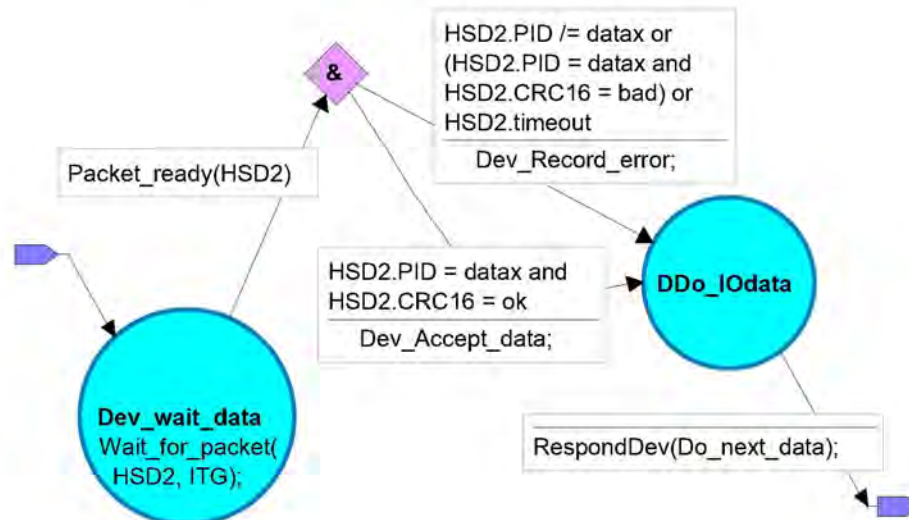 &
HSD2.PID /= datax or
(HSD2.PID = datax and
HSD2.CRC16 = bad) or
HSD2.timeout
Dev_Record_error;
Packet_ready(HSD2)
HSD2.PID = datax and
HSD2.CRC16 = ok
Dev_Accept_data;
DDo_IOdata
Dev_wait_data
Wait_for_packet(
HSD2, ITG);
RespondDev(Do_next_data);